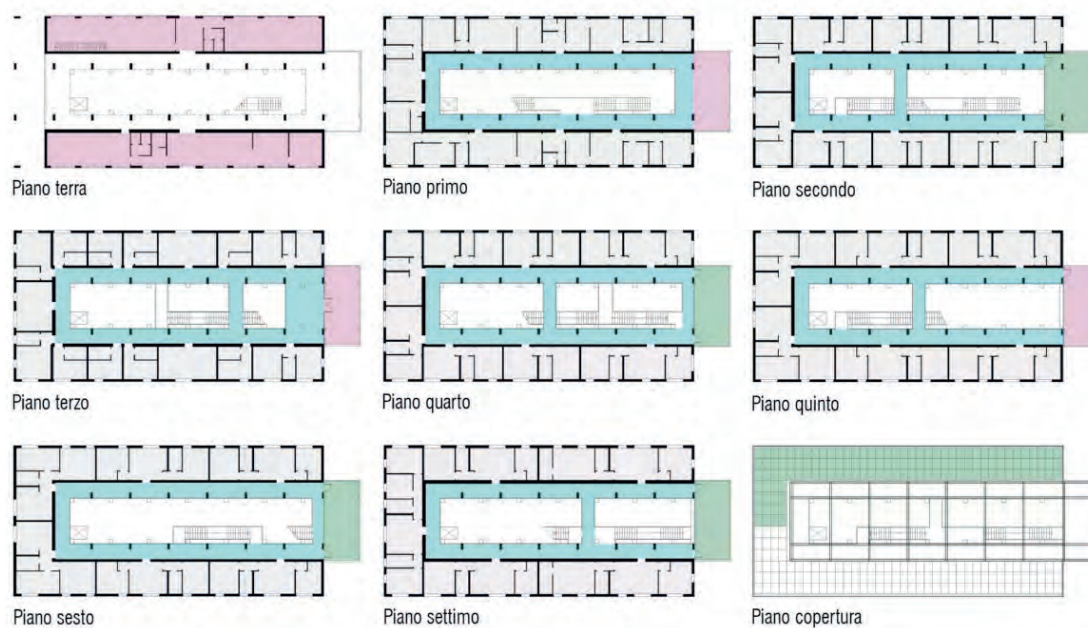 Piano terra
Piano primo
Piano secondo
Piano terzo
Piano quarto
Piano quinto
Piano sesto
Piano settimo
Piano copertura